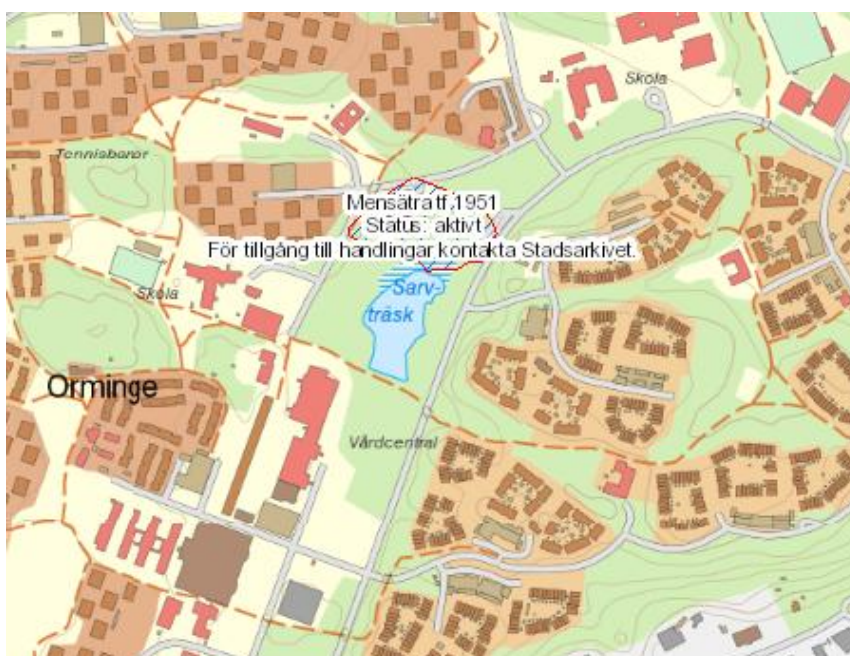 Skola
Tennisbanor
Mensätra tf, 1951
Status: aktivt
För tillgång till handlingar kontakta Stadsarkivet.
Skola
Sarv-
träsk
Orminge
Vårdcentral